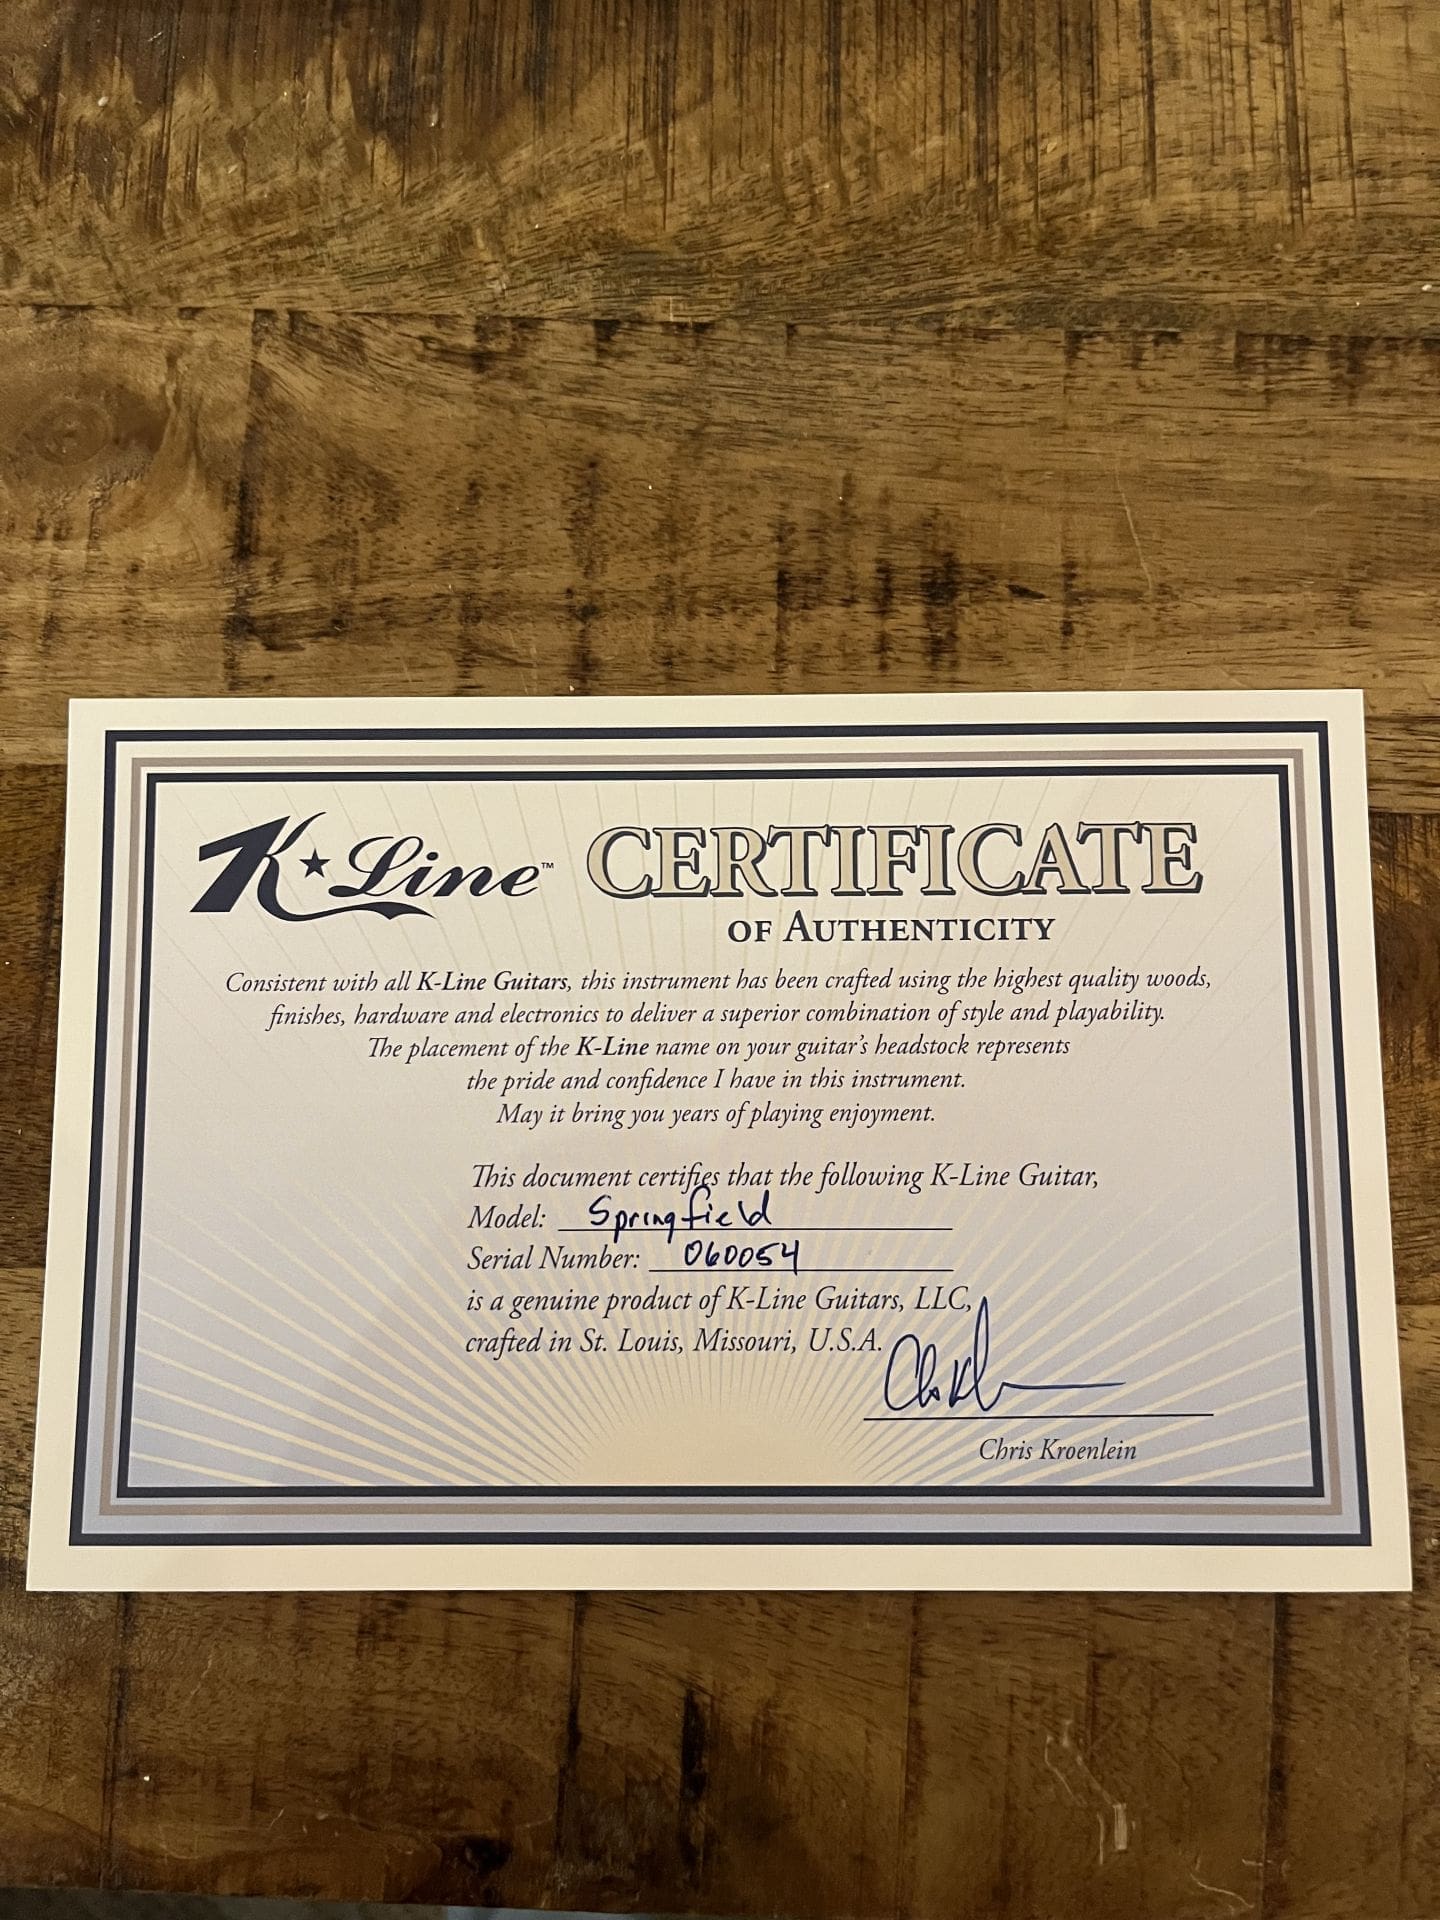 K★Line™ CERTIFICATE
OF AUTHENTICITY
Consistent with all K-Line Guitars, this instrument has been crafted using the highest quality woods,
finishes, hardware and electronics to deliver a superior combination of style and playability.
The placement of the K-Line name on your guitar's headstock represents
the pride and confidence I have in this instrument.
May it bring you years of playing enjoyment.
This document certifies that the following K-Line Guitar,
Model: Springfield
Serial Number: 060054
is a genuine product of K-Line Guitars, LLC,
crafted in St. Louis, Missouri, U.S.A.
Chris Kroenlein